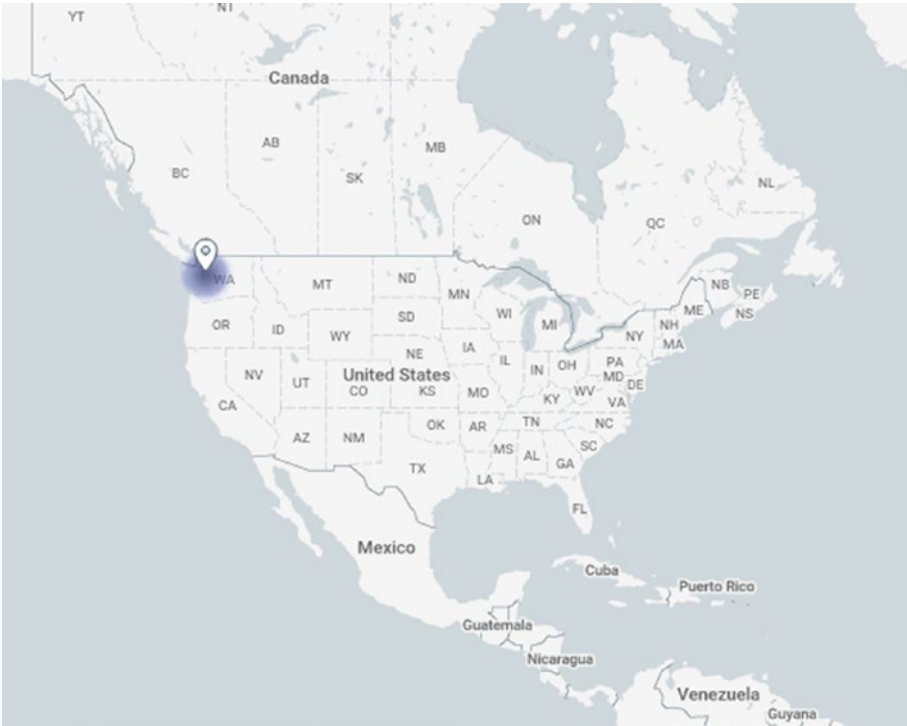 YT
NT
Canada
AB
MB
BC
SK
NL
ON
QC
WA
MT
ND
MN
NB
PE
ME
NS
OR
ID
SD
WI
MI
NH
NY
MA
WY
IA
NE
IL
IN
OH
PA
MD
DE
NV
UT
United States
CO
KS
MO
KY
WV
VA
CA
AZ
NM
OK
AR
TN
NC
SC
MS
AL
GA
TX
LA
FL
Mexico
Cuba
Puerto Rico
Guatemala
Nicaragua
Venezuela
Guyana